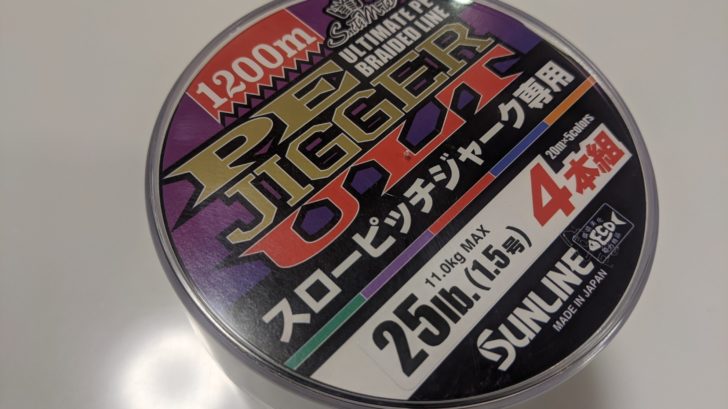 1200m
ULTIMATE PE
BRAIDED LINE
PE
JIGGER
ULT
スローピッチジャーク専用
20m×5colors
4本組
11.0kg MAX
25lb.(1.5号)
ECO
SUNLINE
MADE IN JAPAN